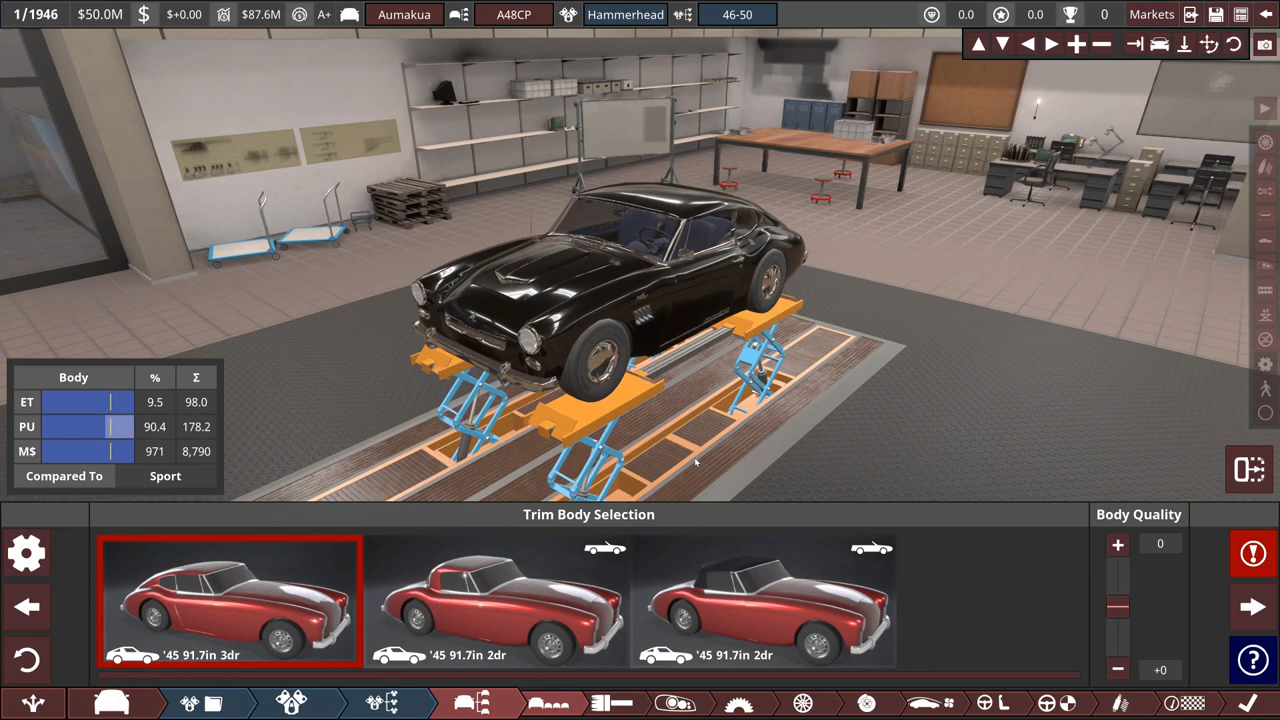 1/1946 $50.0M $+0.00 $87.6M A+ Aumakua A48CP Hammerhead 46-50 0.0 0.0 0 Markets
Body % Σ
ET 9.5 98.0
PU 90.4 178.2
M$ 971 8,790
Compared To Sport
Trim Body Selection
Body Quality
+ 0
'45 91.7in 3dr
'45 91.7in 2dr
'45 91.7in 2dr
- +0